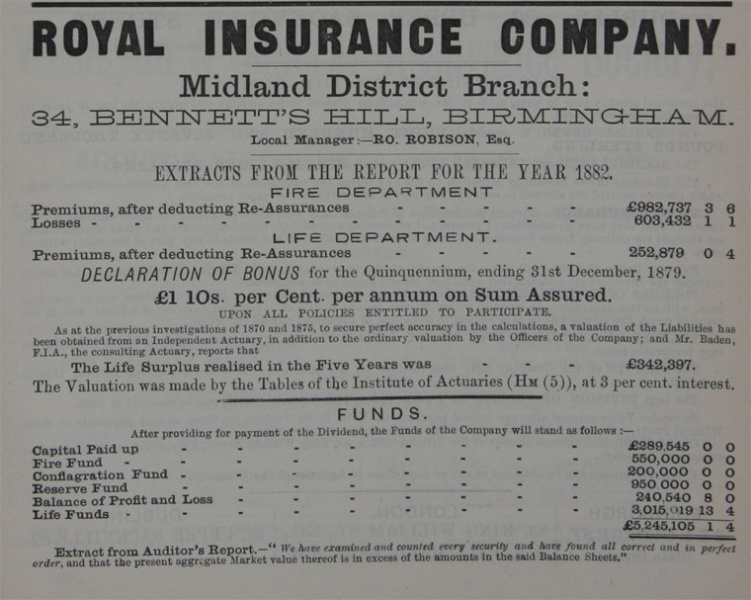 ROYAL INSURANCE COMPANY.
Midland District Branch:
34, BENNETT'S HILL, BIRMINGHAM.
Local Manager:—RO. ROBISON, Esq.
EXTRACTS FROM THE REPORT FOR THE YEAR 1882.
FIRE DEPARTMENT
Premiums, after deducting Re-Assurances - - - - £982,737 3 6
Losses - - - - - - - - - 603,432 1 1
LIFE DEPARTMENT.
Premiums, after deducting Re-Assurances - - - - 252,879 0 4
DECLARATION OF BONUS for the Quinquennium, ending 31st December, 1879.
£1 10s. per Cent. per annum on Sum Assured.
UPON ALL POLICIES ENTITLED TO PARTICIPATE.
As at the previous investigations of 1870 and 1875, to secure perfect accuracy in the calculations, a valuation of the Liabilities has
been obtained from an Independent Actuary, in addition to the ordinary valuation by the Officers of the Company; and Mr. Baden,
F.I.A., the consulting Actuary, reports that
The Life Surplus realised in the Five Years was - - - £342,397.
The Valuation was made by the Tables of the Institute of Actuaries (HM (5)), at 3 per cent. interest.
FUNDS.
After providing for payment of the Dividend, the Funds of the Company will stand as follows:—
Capital Paid up - - - - - - - - £289,545 0 0
Fire Fund - - - - - - - - - 550,000 0 0
Conflagration Fund - - - - - - - - 200,000 0 0
Reserve Fund - - - - - - - - 950 000 0 0
Balance of Profit and Loss - - - - - - - 240,540 8 0
Life Funds - - - - - - - - - 3,015,019 13 4
£5,245,105 1 4
Extract from Auditor's Report.—"We have examined and counted every security and have found all correct and in perfect
order, and that the present aggregate Market value thereof is in excess of the amounts in the said Balance Sheets."